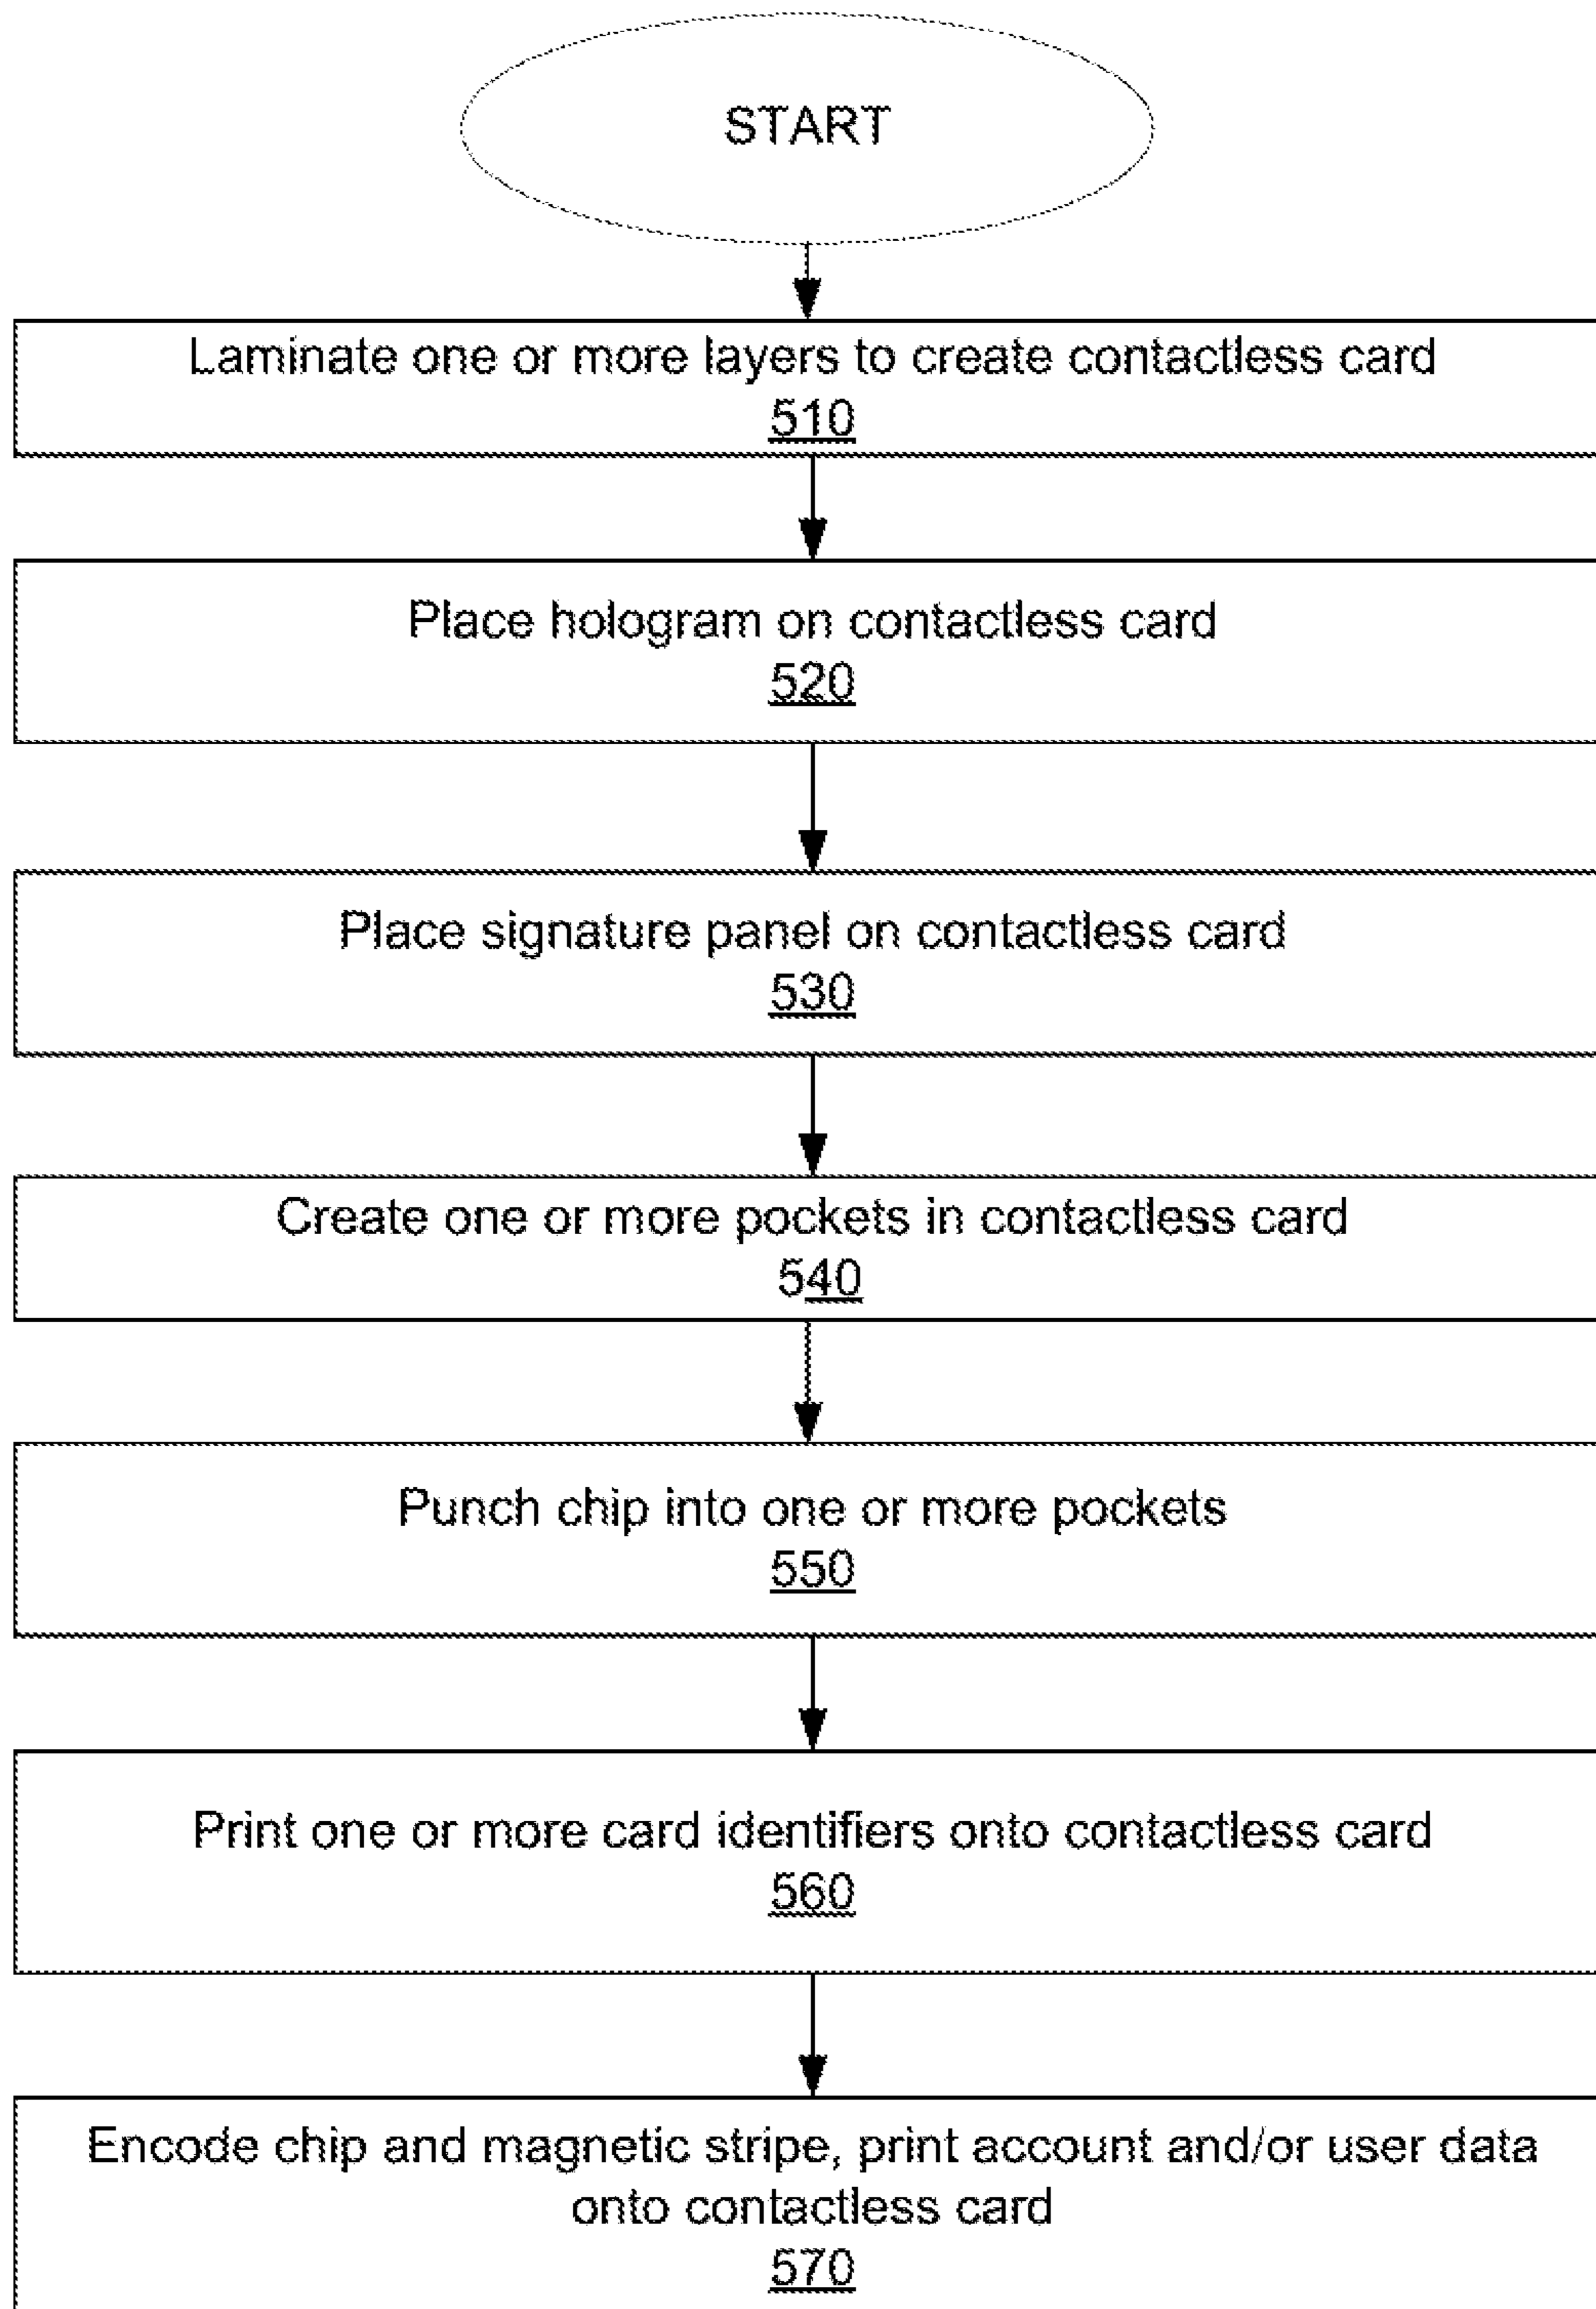 START
Laminate one or more layers to create contactless card
510
Place hologram on contactless card
520
Place signature panel on contactless card
530
Create one or more pockets in contactless card
540
Punch chip into one or more pockets
550
Print one or more card identifiers onto contactless card
560
Encode chip and magnetic stripe, print account and/or user data
onto contactless card
570